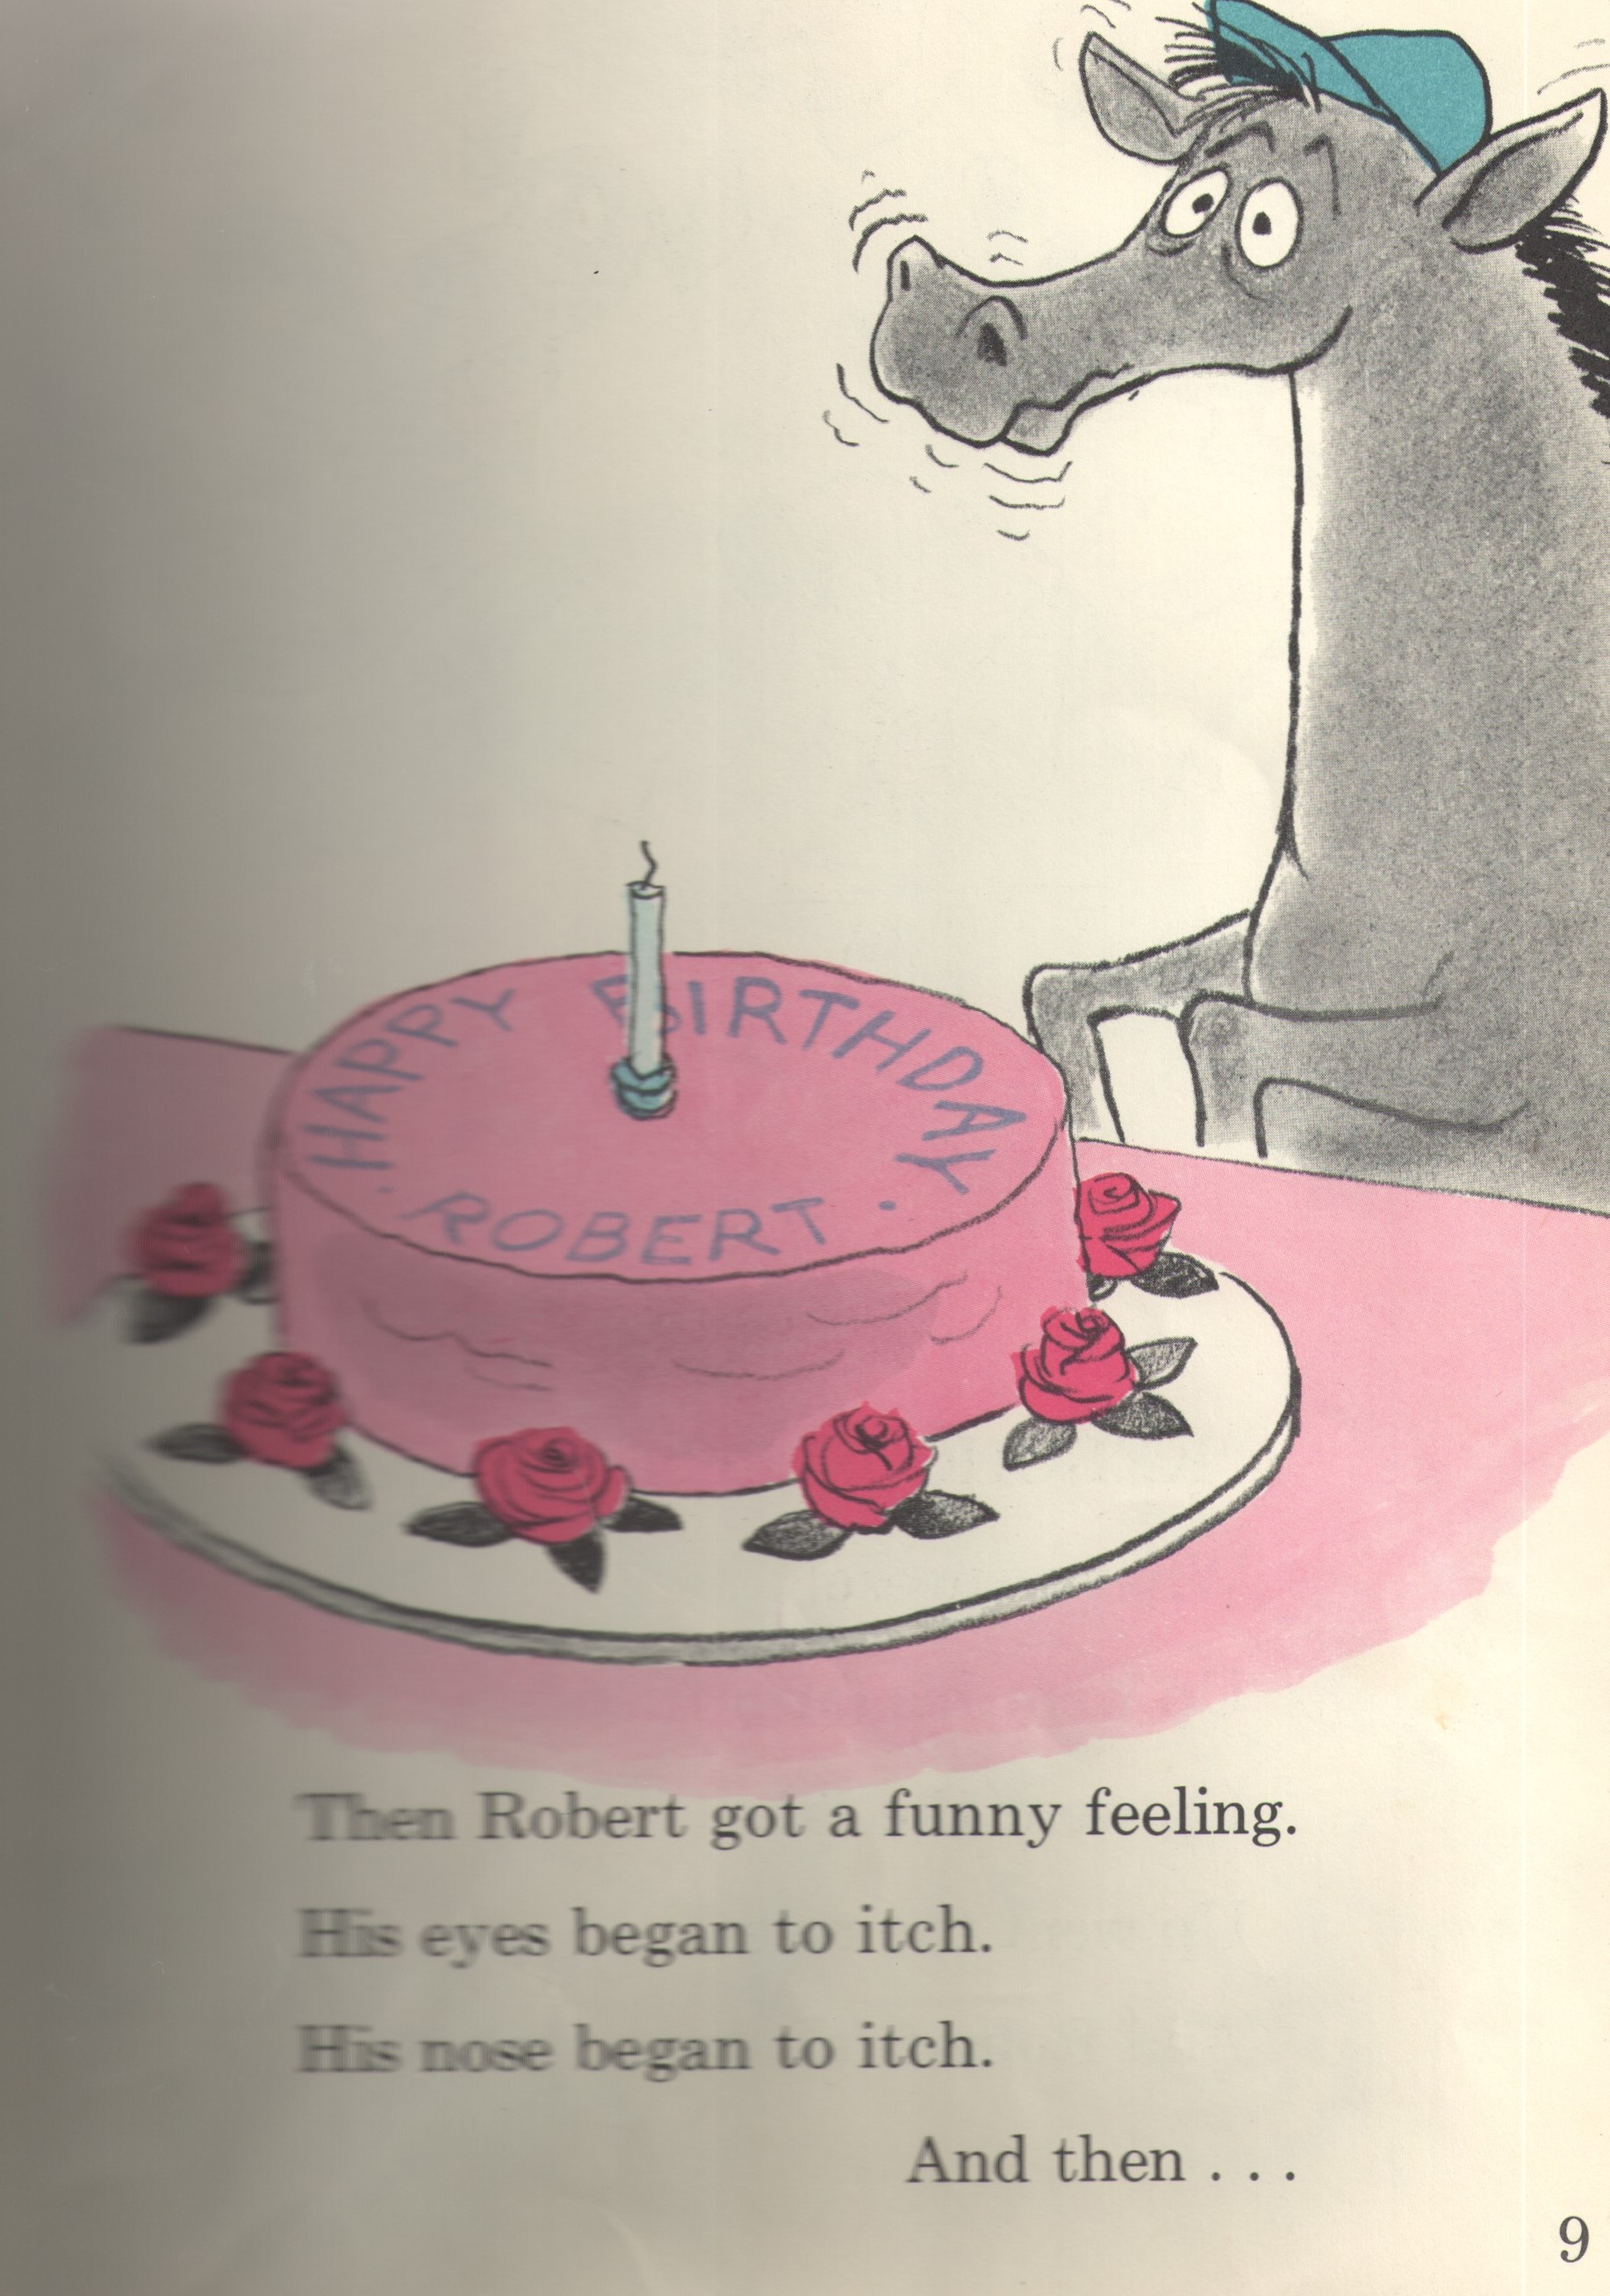 HAPPY BIRTHDAY
· ROBERT ·
Then Robert got a funny feeling.
His eyes began to itch.
His nose began to itch.
And then . . .
9